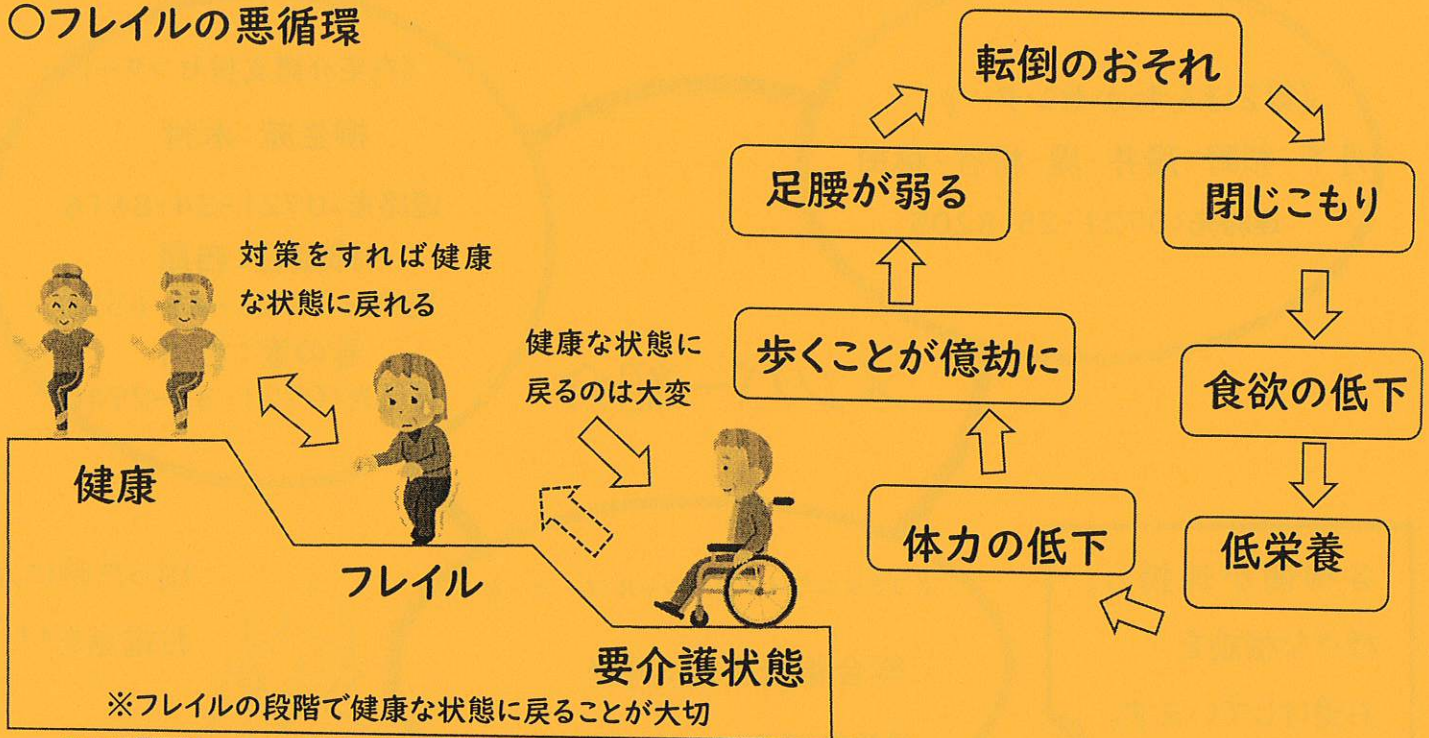 ○フレイルの悪循環
対策をすれば健康
な状態に戻れる
健康な状態に
戻るのは大変
健康
フレイル
要介護状態
※フレイルの段階で健康な状態に戻ることが大切
転倒のおそれ
閉じこもり
食欲の低下
低栄養
体力の低下
歩くことが億劫に
足腰が弱る